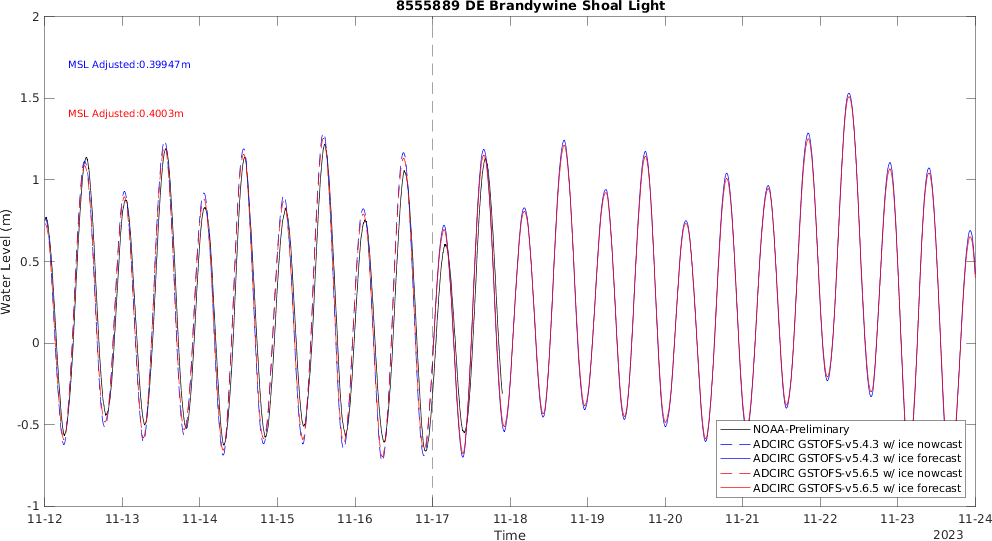 8555889 DE Brandywine Shoal Light
2
1.5
1
0.5
0
-0.5
-1
Water Level (m)
MSL Adjusted:0.39947m
MSL Adjusted:0.4003m
NOAA-Preliminary
ADCIRC GSTOFS-v5.4.3 w/ ice nowcast
ADCIRC GSTOFS-v5.4.3 w/ ice forecast
ADCIRC GSTOFS-v5.6.5 w/ ice nowcast
ADCIRC GSTOFS-v5.6.5 w/ ice forecast
11-12 11-13 11-14 11-15 11-16 11-17 11-18 11-19 11-20 11-21 11-22 11-23 11-24
Time
2023